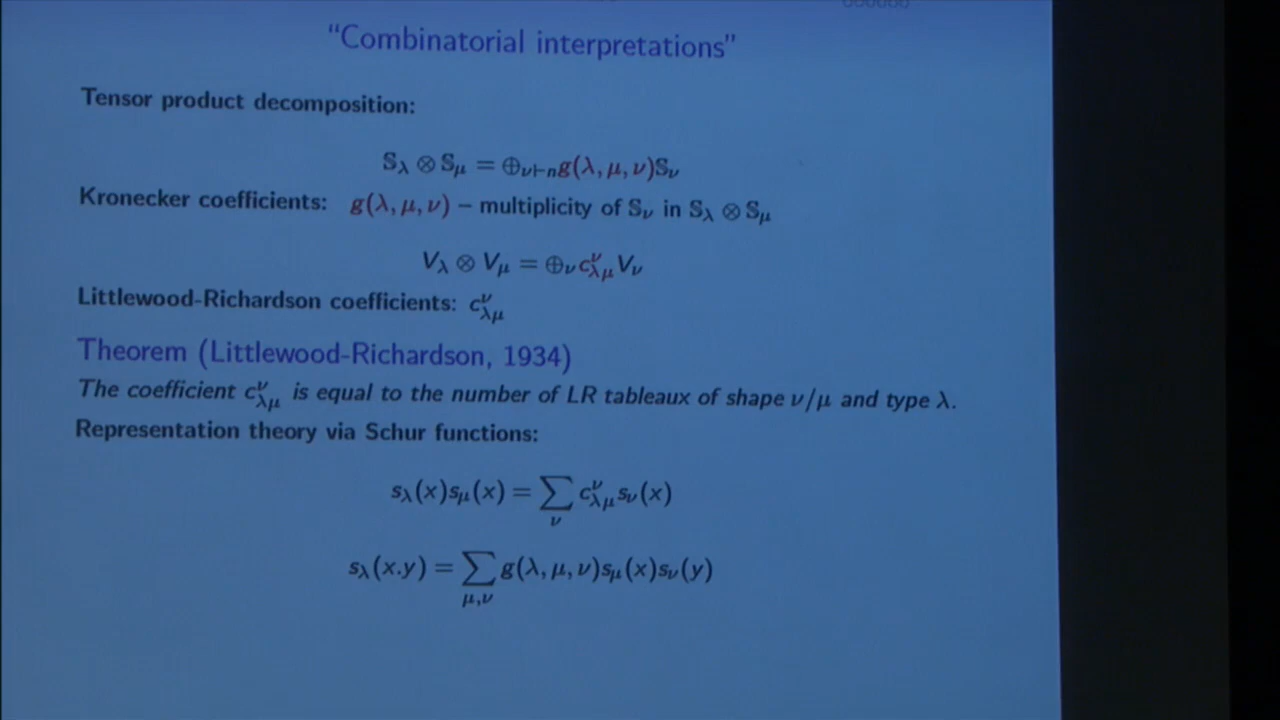 “Combinatorial interpretations”
Tensor product decomposition:
𝕊_λ ⊗ 𝕊_μ = ⊕_{ν⊢n} g(λ, μ, ν)𝕊_ν
Kronecker coefficients: g(λ, μ, ν) – multiplicity of 𝕊_ν in 𝕊_λ ⊗ 𝕊_μ
V_λ ⊗ V_μ = ⊕_ν c^ν_{λμ} V_ν
Littlewood-Richardson coefficients: c^ν_{λμ}
Theorem (Littlewood-Richardson, 1934)
The coefficient c^ν_{λμ} is equal to the number of LR tableaux of shape ν/μ and type λ.
Representation theory via Schur functions:
s_λ(x)s_μ(x) = ∑_ν c^ν_{λμ} s_ν(x)
s_λ(x.y) = ∑_{μ,ν} g(λ, μ, ν)s_μ(x)s_ν(y)